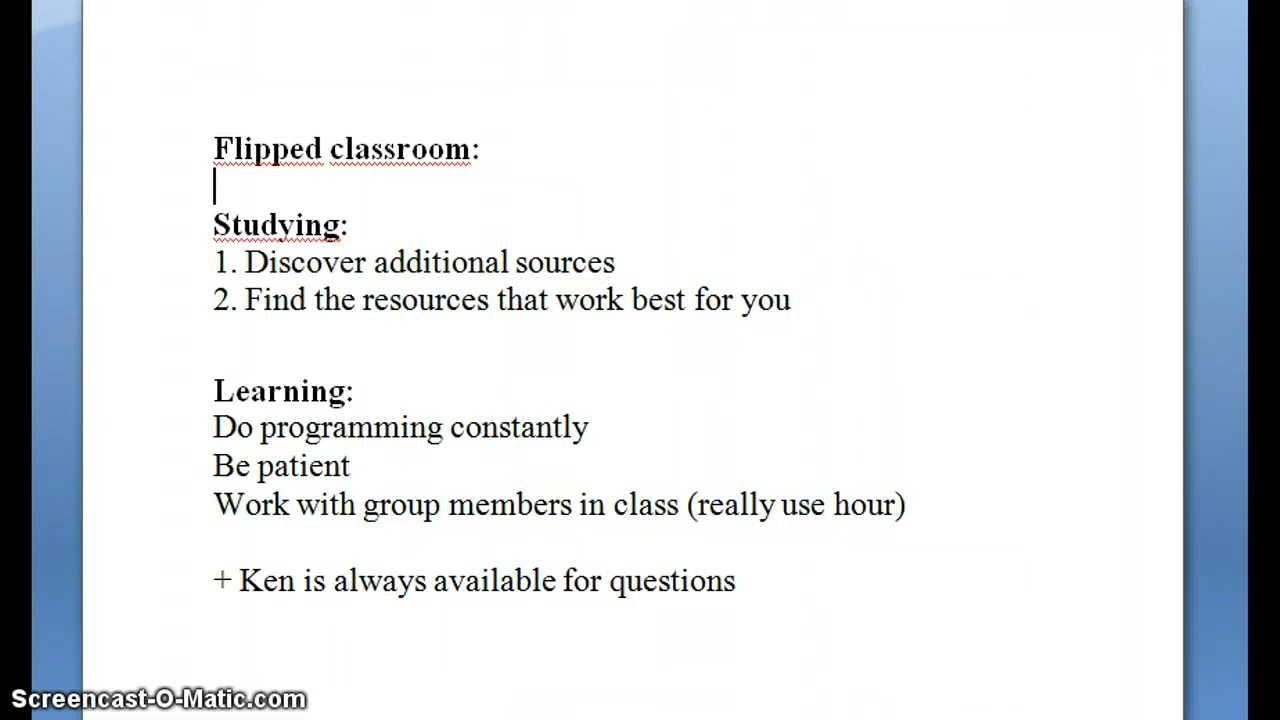 Flipped classroom:
Studying:
1. Discover additional sources
2. Find the resources that work best for you
Learning:
Do programming constantly
Be patient
Work with group members in class (really use hour)
+ Ken is always available for questions
Screencast-O-Matic.com